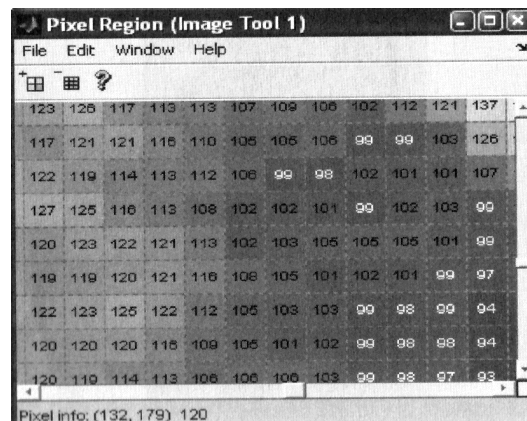 Pixel Region (Image Tool 1)
File Edit Window Help
123 126 117 113 113 107 109 106 102 112 121 137
117 121 121 116 110 105 105 106 99 99 103 126
122 119 114 113 112 106 99 98 102 101 101 107
127 125 116 113 108 102 102 101 99 102 103 99
120 123 122 121 113 102 103 105 105 105 101 99
119 119 120 121 116 108 105 101 102 101 99 97
122 123 125 122 112 105 103 103 99 98 99 94
120 120 120 116 109 105 101 102 99 98 98 94
120 119 114 113 106 106 106 103 99 98 97 93
Pixel info: (132, 179) 120